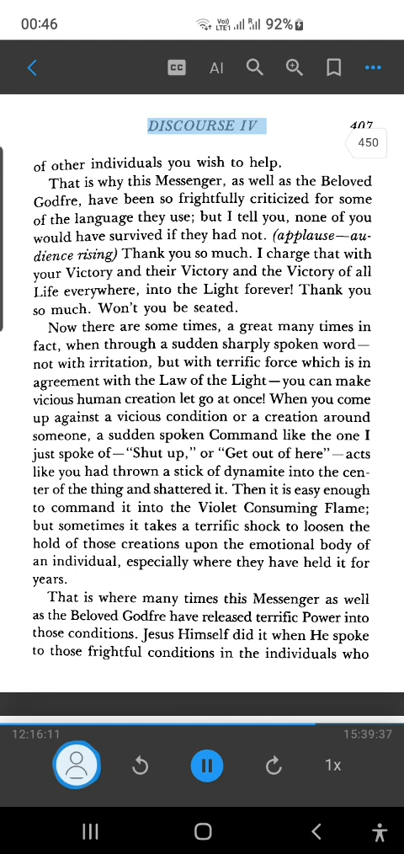 00:46
Vo)) LTE1 R 92%
CC AI
DISCOURSE IV 407
450
of other individuals you wish to help.
That is why this Messenger, as well as the Beloved
Godfre, have been so frightfully criticized for some
of the language they use; but I tell you, none of you
would have survived if they had not. (applause—au-
dience rising) Thank you so much. I charge that with
your Victory and their Victory and the Victory of all
Life everywhere, into the Light forever! Thank you
so much. Won't you be seated.
Now there are some times, a great many times in
fact, when through a sudden sharply spoken word—
not with irritation, but with terrific force which is in
agreement with the Law of the Light—you can make
vicious human creation let go at once! When you come
up against a vicious condition or a creation around
someone, a sudden spoken Command like the one I
just spoke of—"Shut up," or "Get out of here"—acts
like you had thrown a stick of dynamite into the cen-
ter of the thing and shattered it. Then it is easy enough
to command it into the Violet Consuming Flame;
but sometimes it takes a terrific shock to loosen the
hold of those creations upon the emotional body of
an individual, especially where they have held it for
years.
That is where many times this Messenger as well
as the Beloved Godfre have released terrific Power into
those conditions. Jesus Himself did it when He spoke
to those frightful conditions in the individuals who
12:16:11 15:39:37
1x